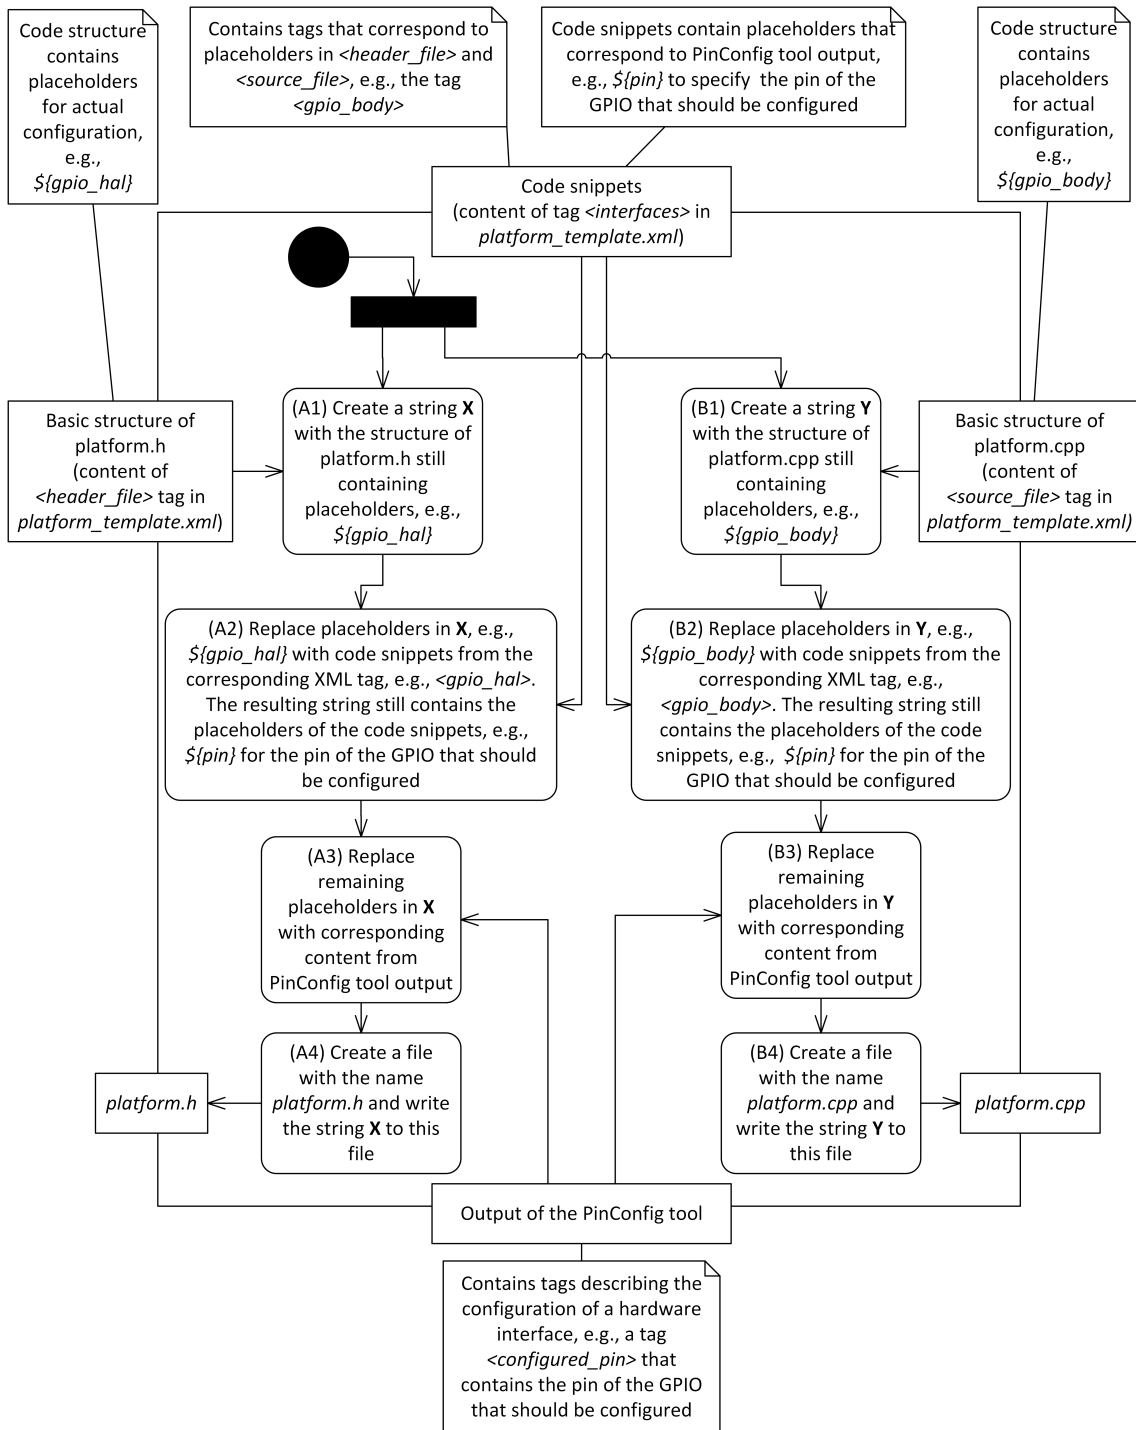 Code structure
contains
placeholders
for actual
configuration,
e.g.,
${gpio_hal}
Contains tags that correspond to
placeholders in <header_file> and
<source_file>, e.g., the tag
<gpio_body>
Code snippets contain placeholders that
correspond to PinConfig tool output,
e.g., ${pin} to specify the pin of the
GPIO that should be configured
Code structure
contains
placeholders
for actual
configuration,
e.g.,
${gpio_body}
Code snippets
(content of tag <interfaces> in
platform_template.xml)
Basic structure of
platform.h
(content of
<header_file> tag in
platform_template.xml)
(A1) Create a string X
with the structure of
platform.h still
containing
placeholders, e.g.,
${gpio_hal}
(B1) Create a string Y
with the structure of
platform.cpp still
containing
placeholders, e.g.,
${gpio_body}
Basic structure of
platform.cpp
(content of
<source_file> tag in
platform_template.xml)
(A2) Replace placeholders in X, e.g.,
${gpio_hal} with code snippets from the
corresponding XML tag, e.g., <gpio_hal>.
The resulting string still contains the
placeholders of the code snippets, e.g.,
${pin} for the pin of the GPIO that should
be configured
(B2) Replace placeholders in Y, e.g.,
${gpio_body} with code snippets from the
corresponding XML tag, e.g.,
<gpio_body>. The resulting string still
contains the placeholders of the code
snippets, e.g., ${pin} for the pin of the
GPIO that should be configured
(A3) Replace
remaining
placeholders in X
with corresponding
content from
PinConfig tool output
(B3) Replace
remaining
placeholders in Y
with corresponding
content from
PinConfig tool output
platform.h
(A4) Create a file
with the name
platform.h and write
the string X to this
file
(B4) Create a file
with the name
platform.cpp and
write the string Y to
this file
platform.cpp
Output of the PinConfig tool
Contains tags describing the
configuration of a hardware
interface, e.g., a tag
<configured_pin> that
contains the pin of the GPIO
that should be configured